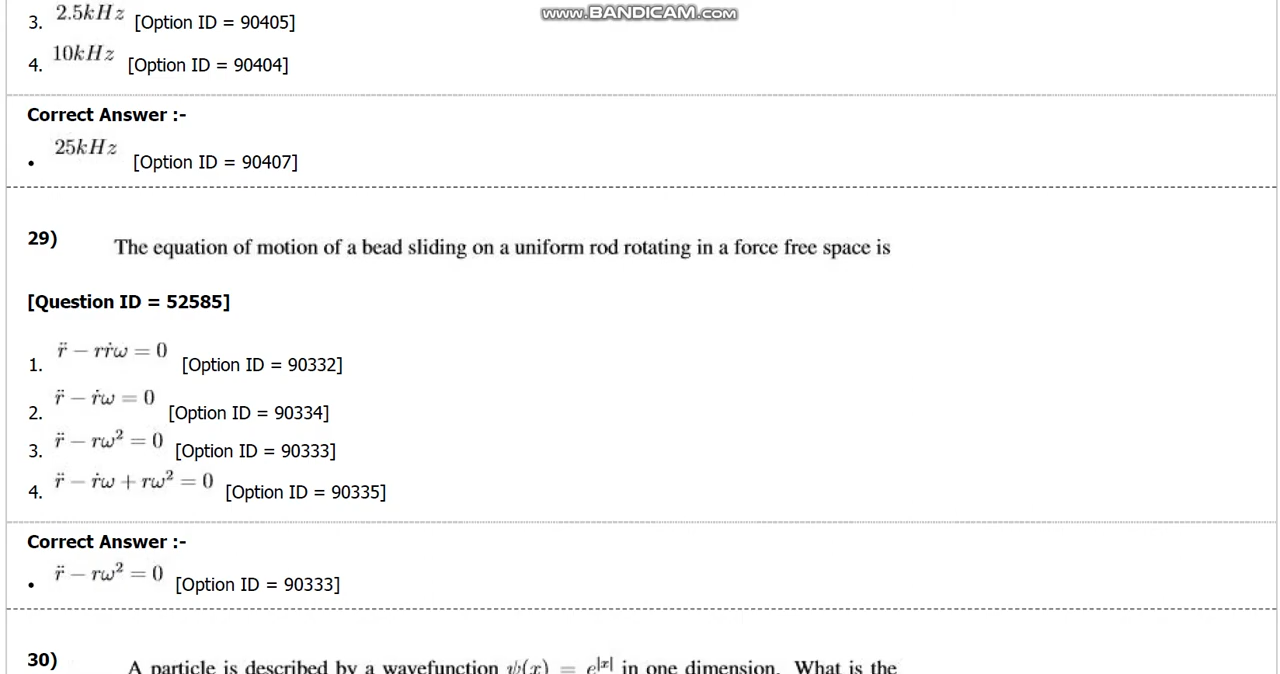 www.BANDICAM.com
3. 2.5kHz [Option ID = 90405]
4. 10kHz [Option ID = 90404]
Correct Answer :-
• 25kHz [Option ID = 90407]
29) The equation of motion of a bead sliding on a uniform rod rotating in a force free space is
[Question ID = 52585]
1. r̈ − rṙω = 0 [Option ID = 90332]
2. r̈ − ṙω = 0 [Option ID = 90334]
3. r̈ − rω² = 0 [Option ID = 90333]
4. r̈ − ṙω + rω² = 0 [Option ID = 90335]
Correct Answer :-
• r̈ − rω² = 0 [Option ID = 90333]
30) A particle is described by a wavefunction ψ(x) = e^|x| in one dimension. What is the